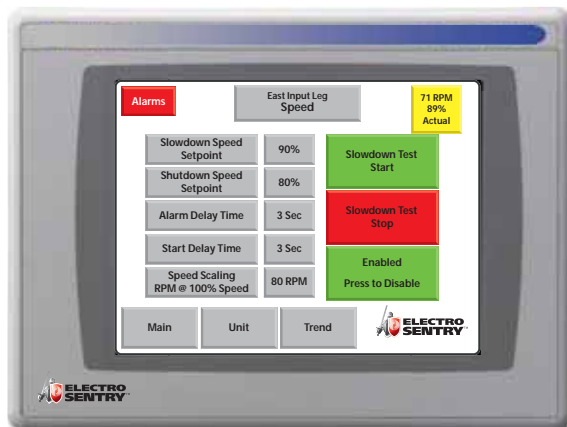 Alarms
East Input Leg
Speed
71 RPM
89%
Actual
Slowdown Speed
Setpoint
90%
Shutdown Speed
Setpoint
80%
Alarm Delay Time
3 Sec
Start Delay Time
3 Sec
Speed Scaling
RPM @ 100% Speed
80 RPM
Slowdown Test
Start
Slowdown Test
Stop
Enabled
Press to Disable
Main
Unit
Trend
ELECTRO
SENTRY
ELECTRO
SENTRY